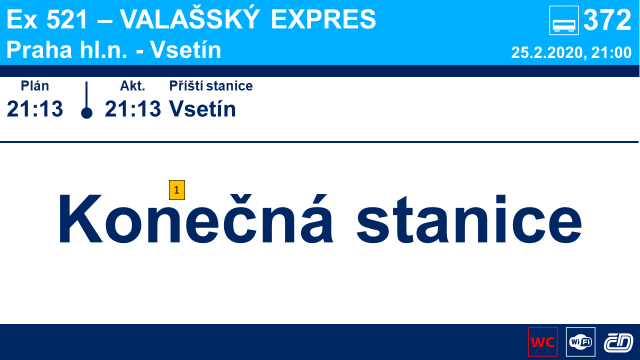 Ex 521 – VALAŠSKÝ EXPRES
372
Praha hl.n. - Vsetín
25.2.2020, 21:00
Plán
Akt.
Příští stanice
21:13
21:13
Vsetín
1
Konečná stanice
WC
WiFi
ČD